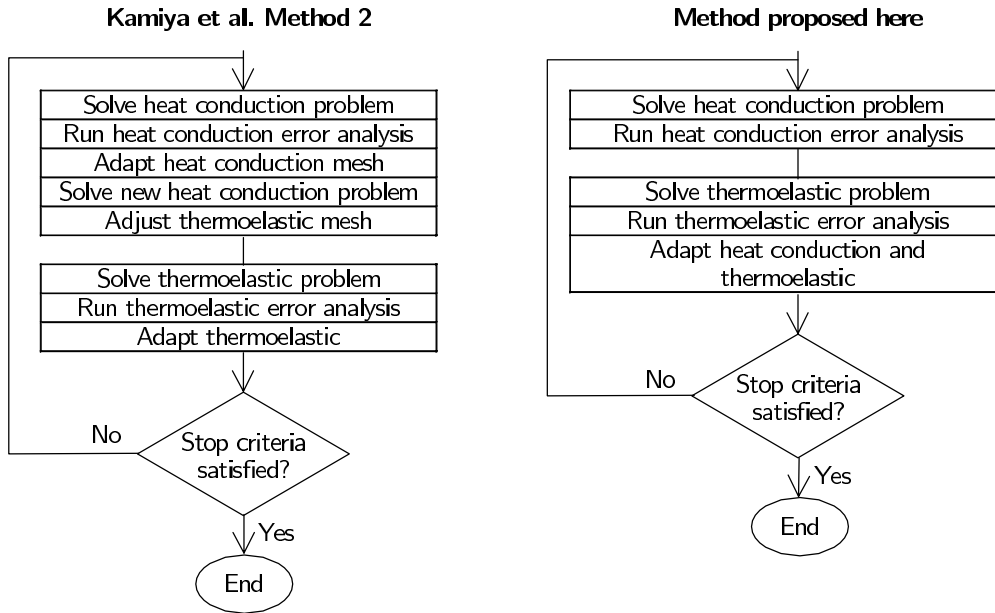 Kamiya et al. Method 2
Solve heat conduction problem
Run heat conduction error analysis
Adapt heat conduction mesh
Solve new heat conduction problem
Adjust thermoelastic mesh
Solve thermoelastic problem
Run thermoelastic error analysis
Adapt thermoelastic
No
Stop criteria
satisfied?
Yes
End
Method proposed here
Solve heat conduction problem
Run heat conduction error analysis
Solve thermoelastic problem
Run thermoelastic error analysis
Adapt heat conduction and
thermoelastic
No
Stop criteria
satisfied?
Yes
End